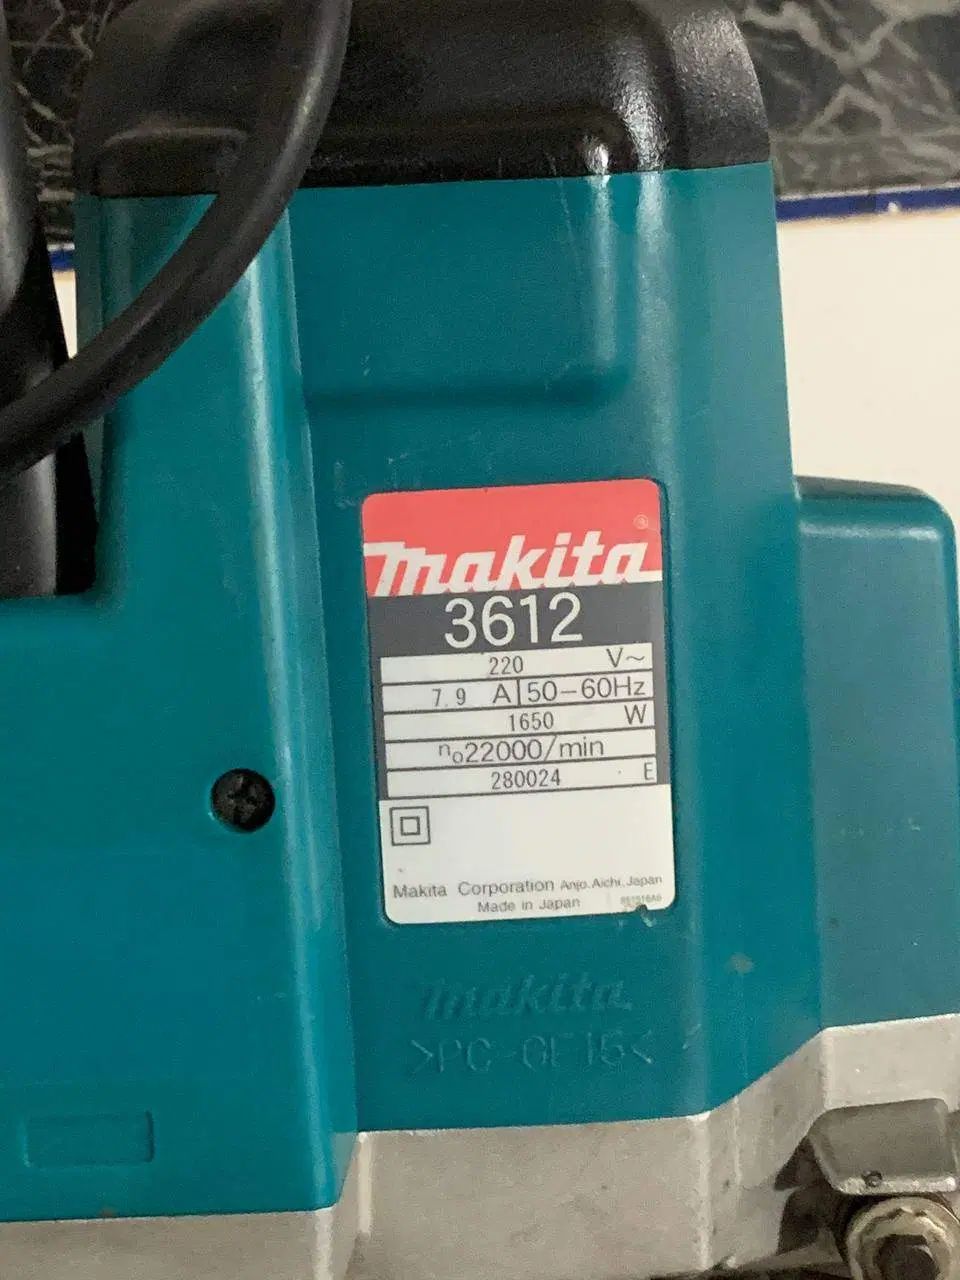 makita®
3612
220 V~
7.9 A 50-60Hz
1650 W
n₀22000/min
280024 E
Makita Corporation Anjo, Aichi, Japan
Made in Japan
makita
>PC-GF15<